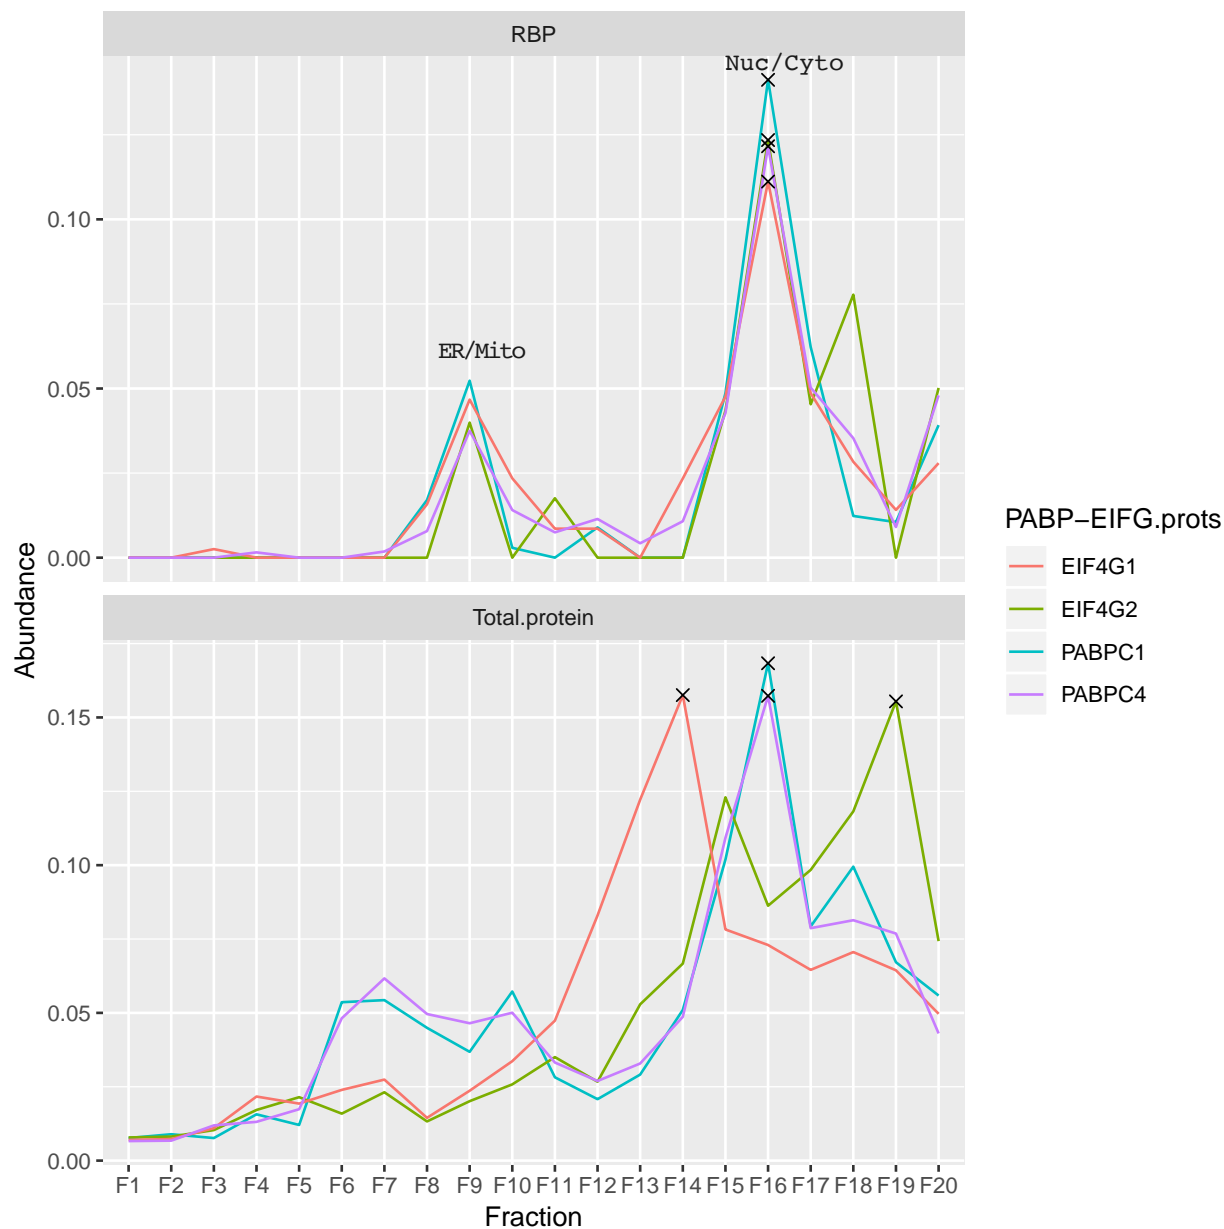 RBP
Nuc/Cyto
0.10
ER/Mito
0.05
0.00
Abundance
Total.protein
0.15
0.10
0.05
0.00
F1 F2 F3 F4 F5 F6 F7 F8 F9 F10 F11 F12 F13 F14 F15 F16 F17 F18 F19 F20
Fraction
PABP−EIFG.prots
EIF4G1
EIF4G2
PABPC1
PABPC4